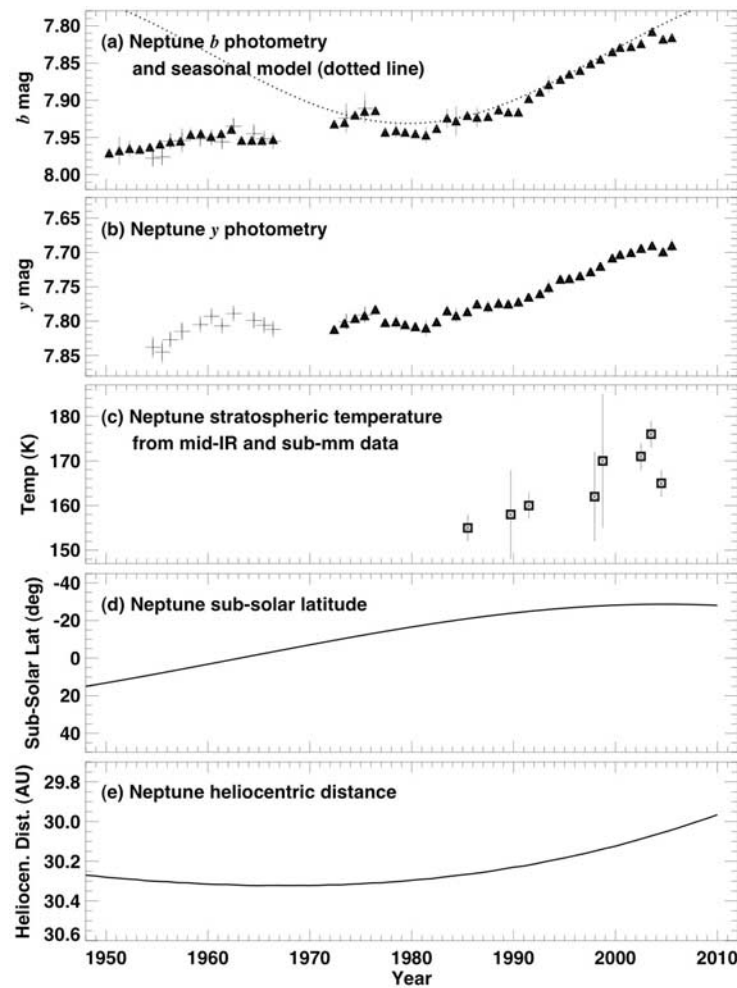 (a) Neptune b photometry
and seasonal model (dotted line)
b mag
7.80
7.85
7.90
7.95
8.00
(b) Neptune y photometry
y mag
7.65
7.70
7.75
7.80
7.85
(c) Neptune stratospheric temperature
from mid-IR and sub-mm data
Temp (K)
180
170
160
150
(d) Neptune sub-solar latitude
Sub-Solar Lat (deg)
-40
-20
0
20
40
(e) Neptune heliocentric distance
Heliocen. Dist. (AU)
29.8
30.0
30.2
30.4
30.6
1950 1960 1970 1980 1990 2000 2010
Year